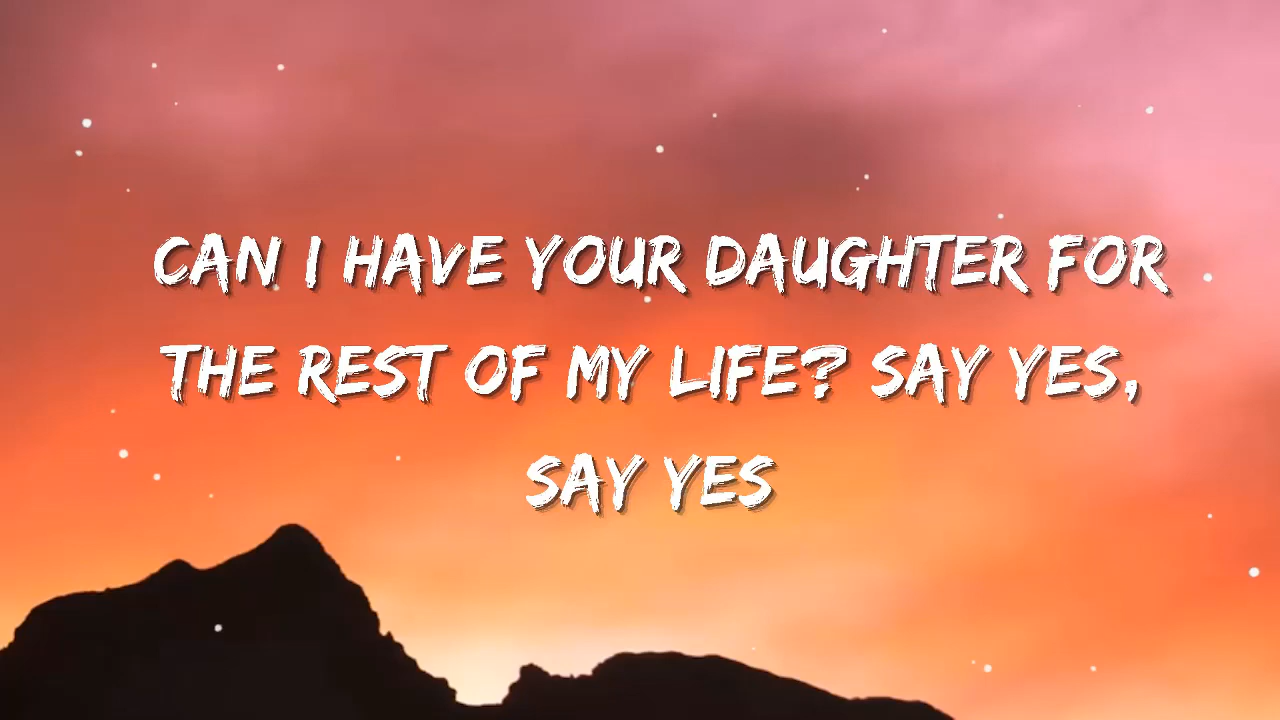 CAN I HAVE YOUR DAUGHTER FOR
THE REST OF MY LIFE? SAY YES,
SAY YES